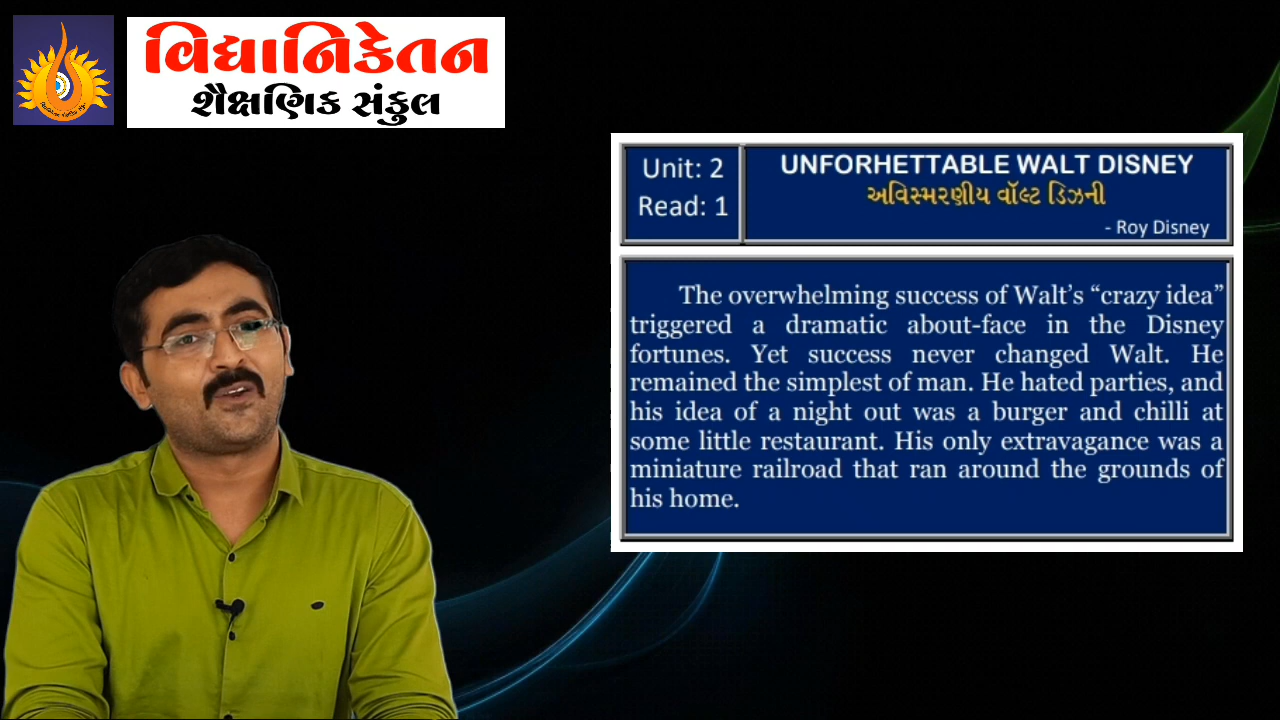 વિદ્યાનિકેતન
શૈક્ષણિક સંકુલ
Unit: 2
Read: 1
UNFORHETTABLE WALT DISNEY
અવિસ્મરણીય વૉલ્ટ ડિઝની
- Roy Disney
The overwhelming success of Walt’s “crazy idea”
triggered a dramatic about-face in the Disney
fortunes. Yet success never changed Walt. He
remained the simplest of man. He hated parties, and
his idea of a night out was a burger and chilli at
some little restaurant. His only extravagance was a
miniature railroad that ran around the grounds of
his home.